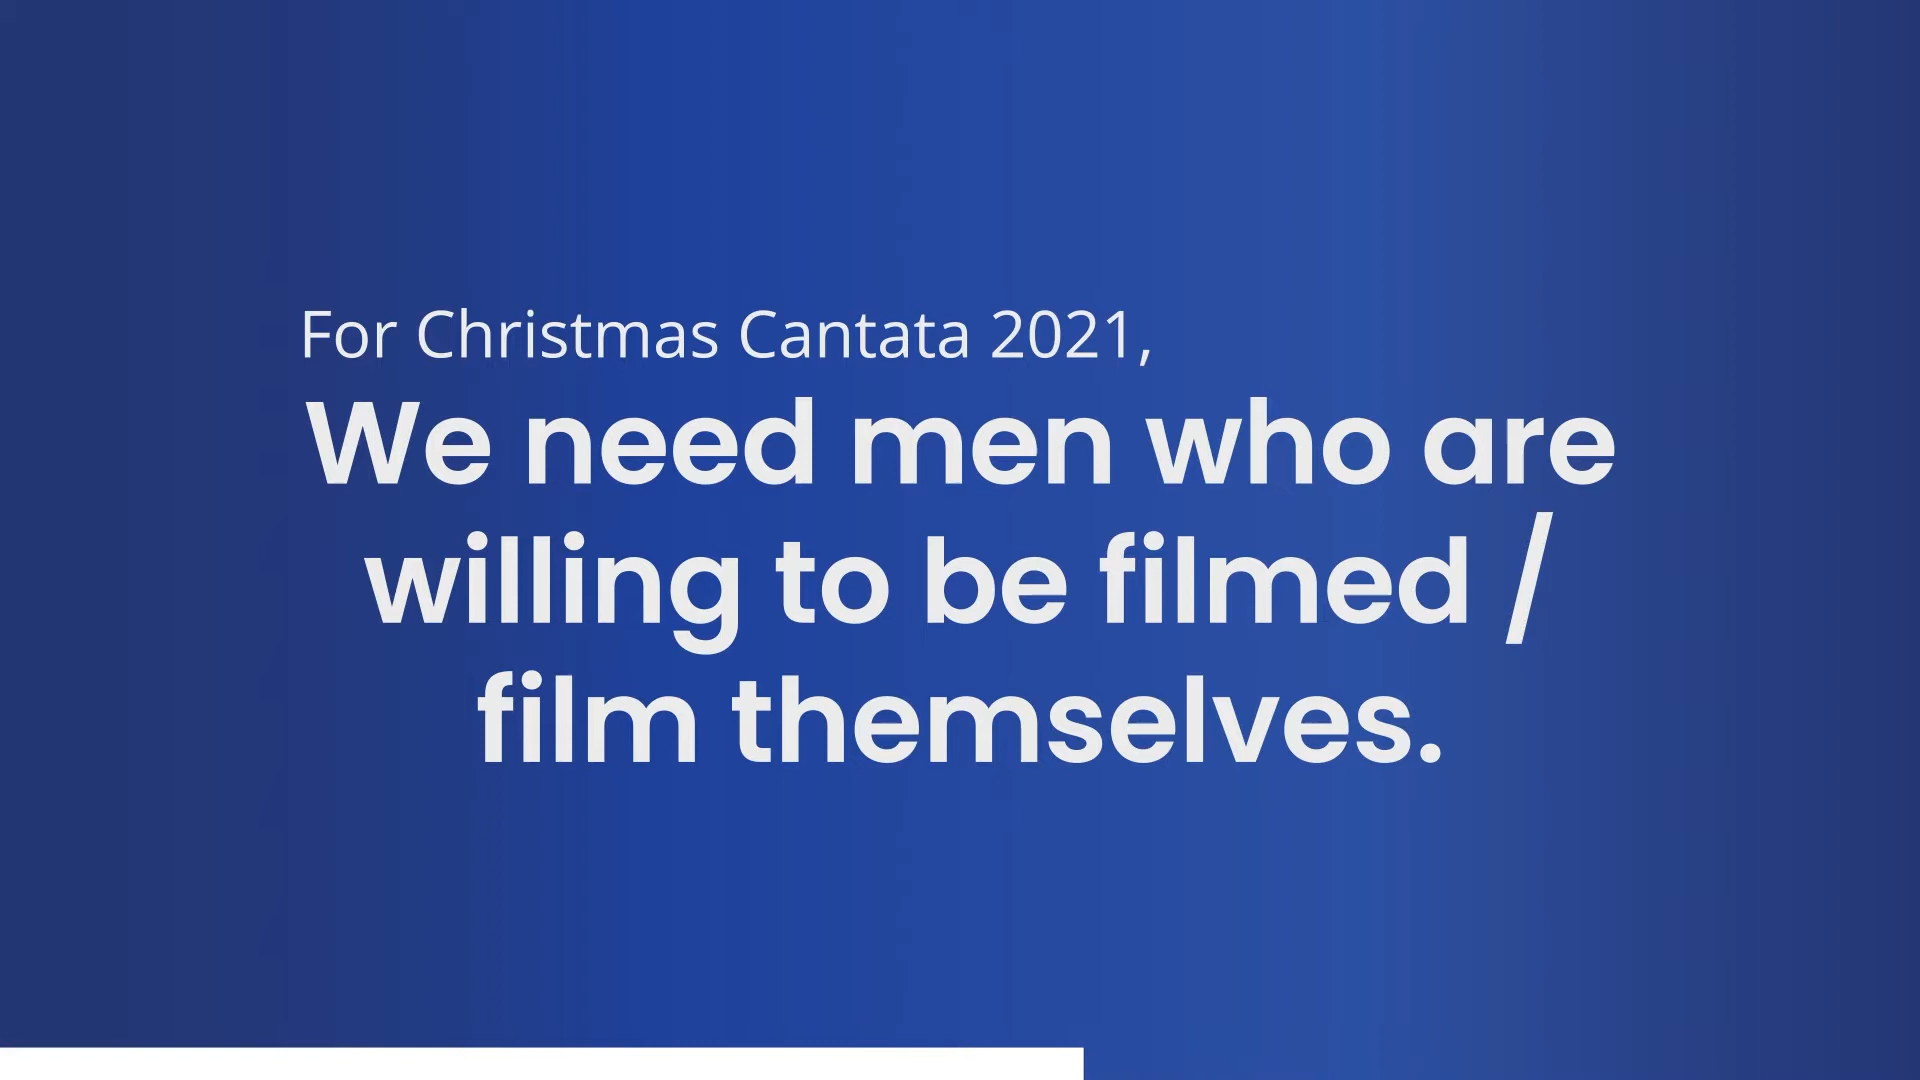 For Christmas Cantata 2021,
We need men who are
willing to be filmed /
film themselves.